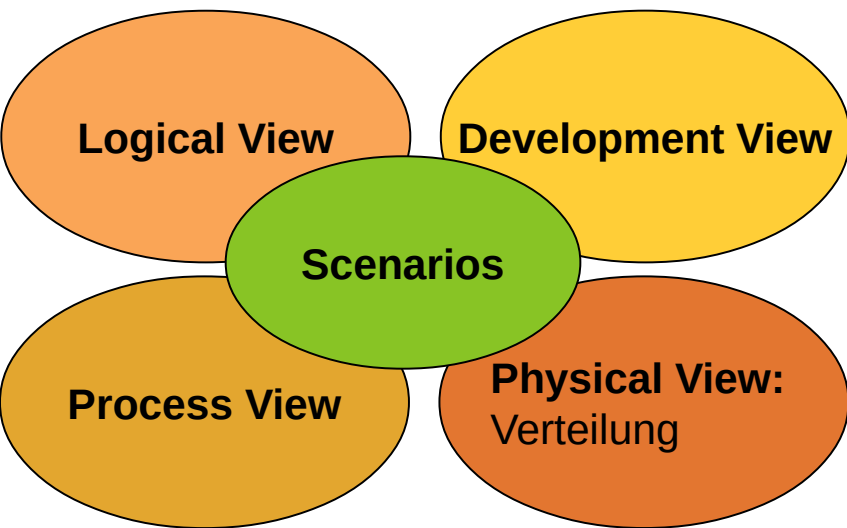 Logical View
Development View
Scenarios
Process View
Physical View:
Verteilung